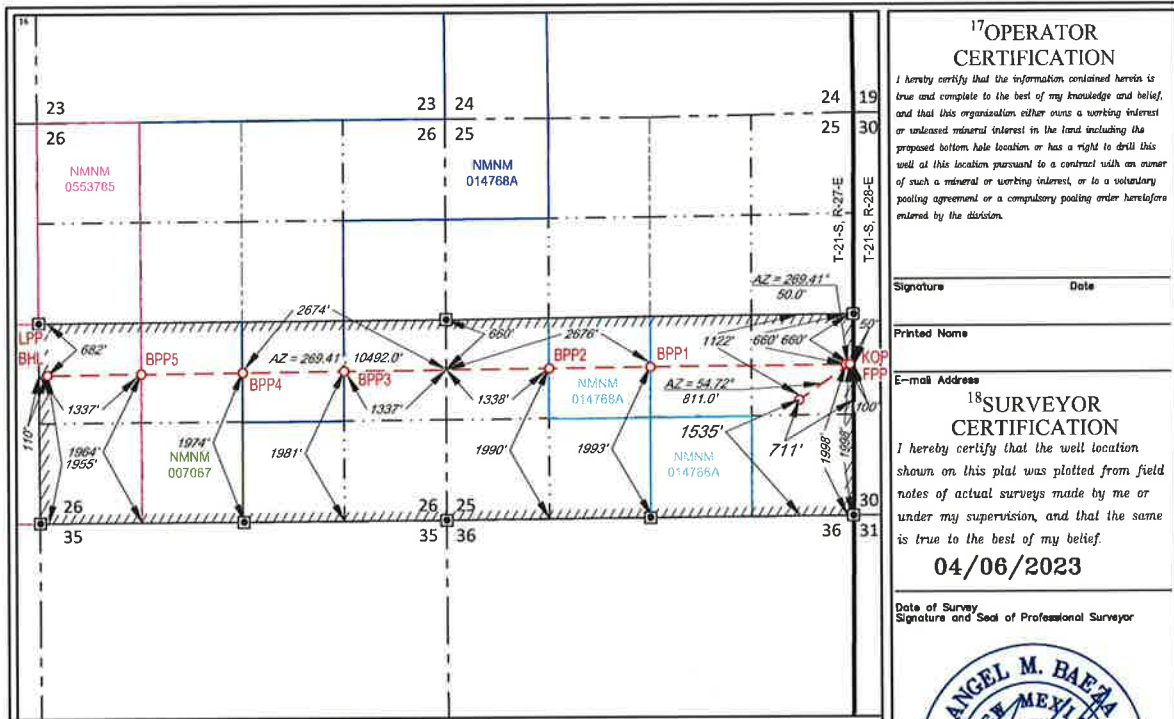 16
23
23
24
24
19
26
26
25
25
30
NMNM
0553765
NMNM
014768A
T-21-S, R-27-E
T-21-S, R-28-E
AZ = 269.41°
50.0'
2674'
660'
2676'
1122'
660'
660'
50'
LPP
BHL
682'
BPP5
AZ = 269.41
10492.0'
BPP4
BPP3
BPP2
BPP1
KOP
FPP
NMNM
014768A
AZ = 54.72°
811.0'
1337'
1337'
1338'
100'
110'
1964'
1955'
1974'
NMNM
007067
1981'
1990'
1993'
1535'
711'
NMNM
014766A
1998'
1998'
26
26
25
30
35
35
36
36
31
17 OPERATOR
CERTIFICATION
I hereby certify that the information contained herein is
true and complete to the best of my knowledge and belief,
and that this organization either owns a working interest
or unleased mineral interest in the land including the
proposed bottom hole location or has a right to drill this
well at this location pursuant to a contract with an owner
of such a mineral or working interest, or to a voluntary
pooling agreement or a compulsory pooling order heretofore
entered by the division.
Signature Date
Printed Name
E-mail Address
18 SURVEYOR
CERTIFICATION
I hereby certify that the well location
shown on this plat was plotted from field
notes of actual surveys made by me or
under my supervision, and that the same
is true to the best of my belief.
04/06/2023
Date of Survey
Signature and Seal of Professional Surveyor
ANGEL M. BAEZA